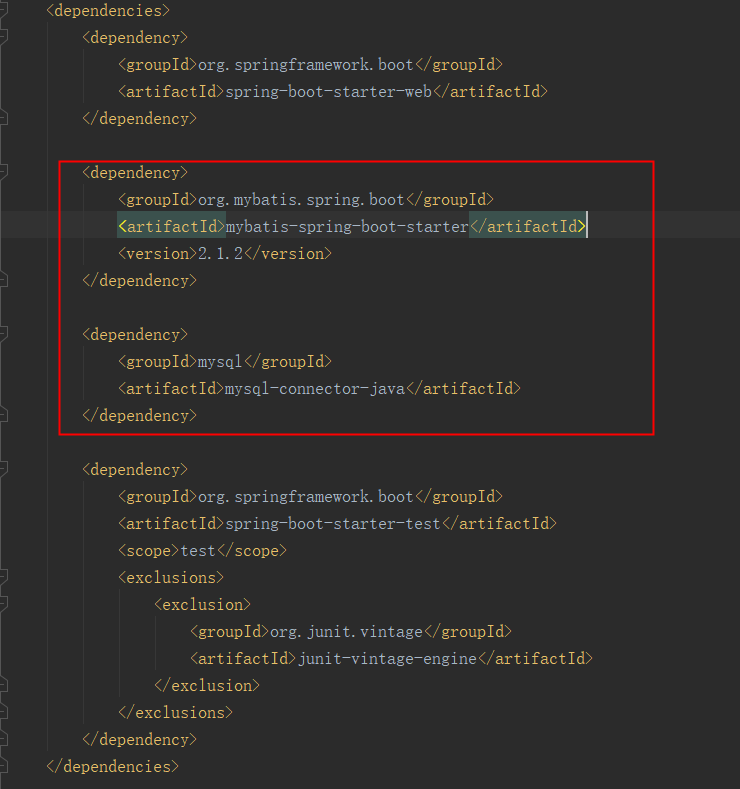 <dependencies>
<dependency>
<groupId>org.springframework.boot</groupId>
<artifactId>spring-boot-starter-web</artifactId>
</dependency>
<dependency>
<groupId>org.mybatis.spring.boot</groupId>
<artifactId>mybatis-spring-boot-starter</artifactId>
<version>2.1.2</version>
</dependency>
<dependency>
<groupId>mysql</groupId>
<artifactId>mysql-connector-java</artifactId>
</dependency>
<dependency>
<groupId>org.springframework.boot</groupId>
<artifactId>spring-boot-starter-test</artifactId>
<scope>test</scope>
<exclusions>
<exclusion>
<groupId>org.junit.vintage</groupId>
<artifactId>junit-vintage-engine</artifactId>
</exclusion>
</exclusions>
</dependency>
</dependencies>